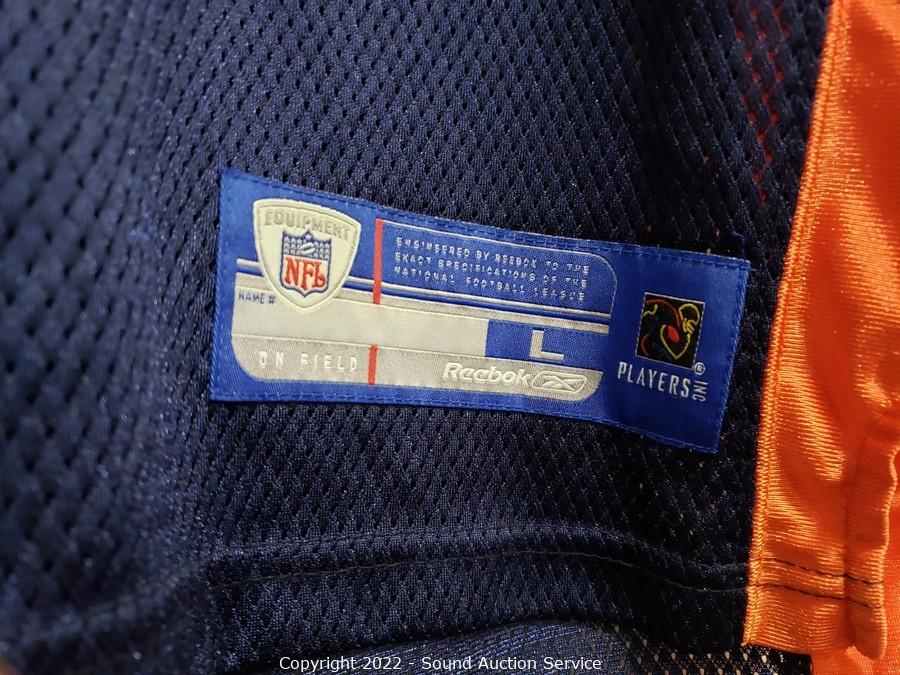 EQUIPMENT
NFL
ENGINEERED BY REEBOK TO THE
EXACT SPECIFICATIONS OF THE
NATIONAL FOOTBALL LEAGUE
NAME #
L
ON FIELD
Reebok
PLAYERS INC ®
Copyright 2022 - Sound Auction Service